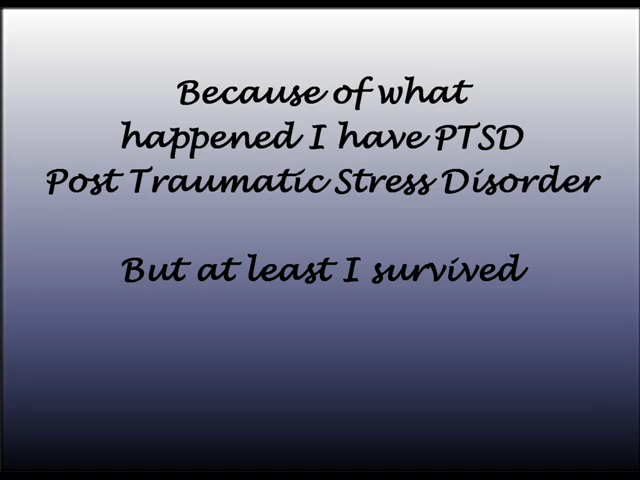 Because of what
happened I have PTSD
Post Traumatic Stress Disorder
But at least I survived